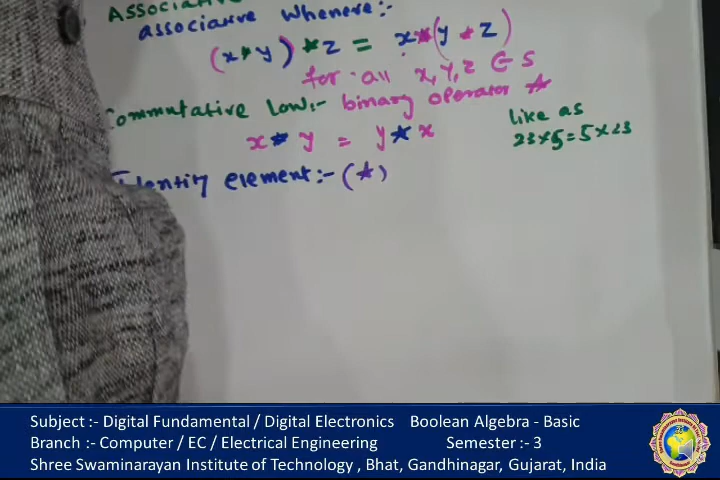 Associative
associarve Whenere:-
(x * y) * z = x * (y * z)
for all x, y, z ∈ S
Commutative Low:- binary operator *
x * y = y * x
like as
23 x 5 = 5 x 23
Identity element:- (*)
Subject :- Digital Fundamental / Digital Electronics Boolean Algebra - Basic
Branch :- Computer / EC / Electrical Engineering Semester :- 3
Shree Swaminarayan Institute of Technology , Bhat, Gandhinagar, Gujarat, India